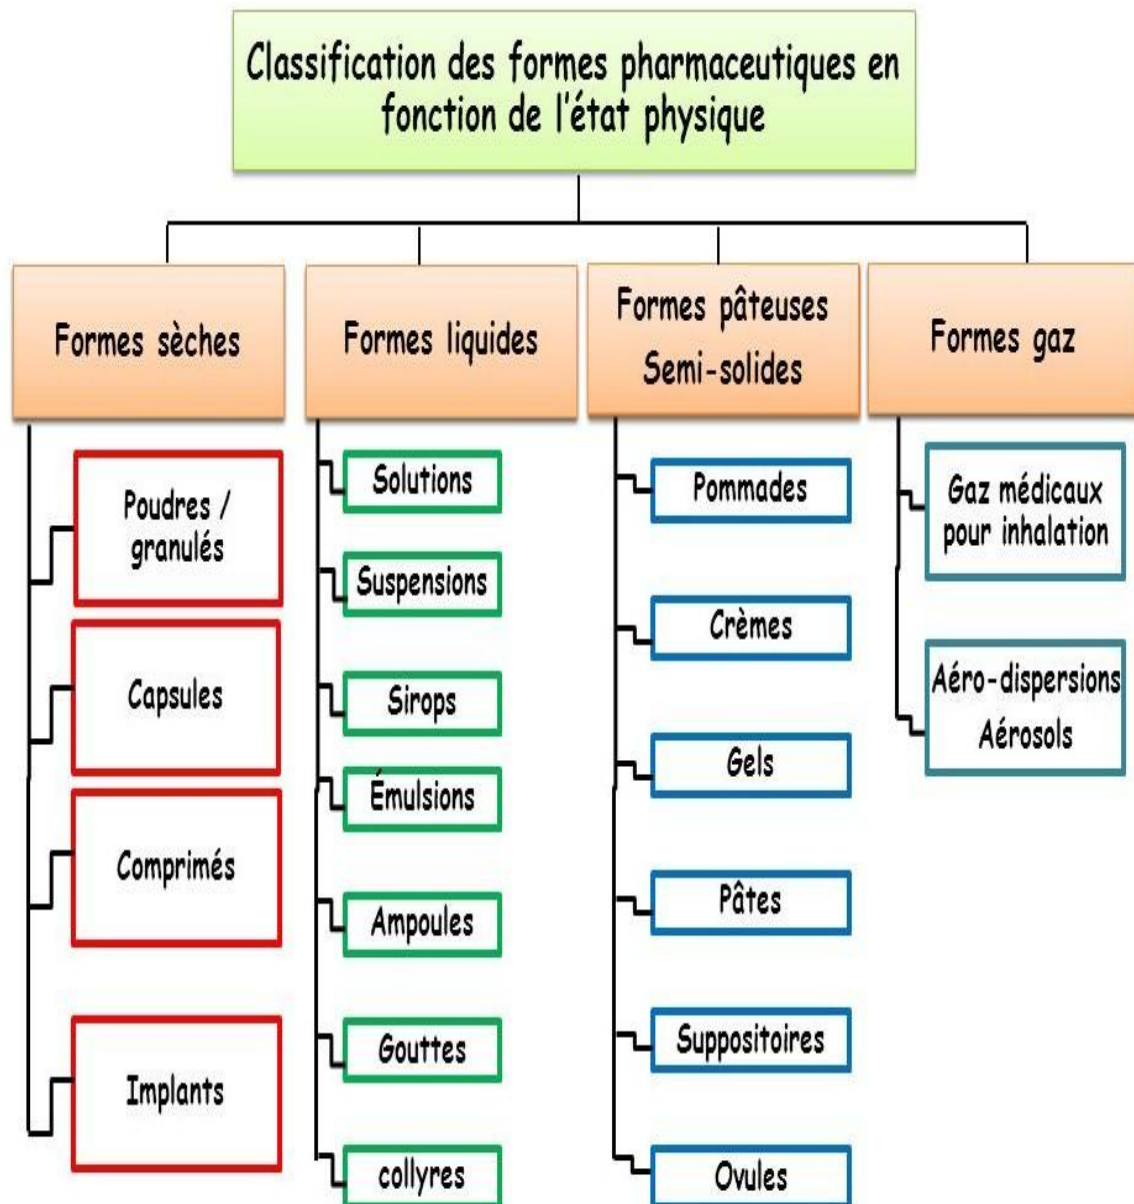 Classification des formes pharmaceutiques en
fonction de l'état physique
Formes sèches
Poudres /
granulés
Capsules
Comprimés
Implants
Formes liquides
Solutions
Suspensions
Sirops
Émulsions
Ampoules
Gouttes
collyres
Formes pâteuses
Semi-solides
Pommades
Crèmes
Gels
Pâtes
Suppositoires
Ovules
Formes gaz
Gaz médicaux
pour inhalation
Aéro-dispersions
Aérosols